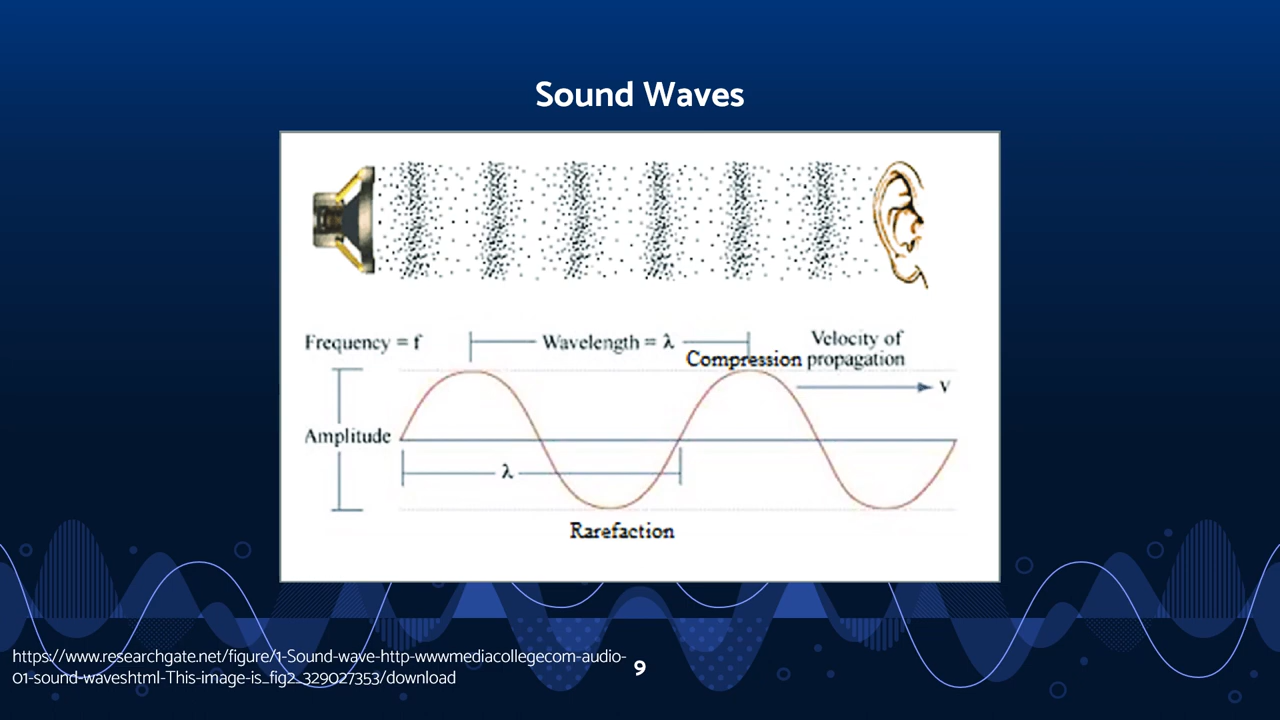 Sound Waves
Frequency = f
Wavelength = λ
Velocity of
Compression propagation
v
Amplitude
λ
Rarefaction
https://www.researchgate.net/figure/1-Sound-wave-http-wwwmediacollegecom-audio-
01-sound-waveshtml-This-image-is_fig2_329027353/download
9